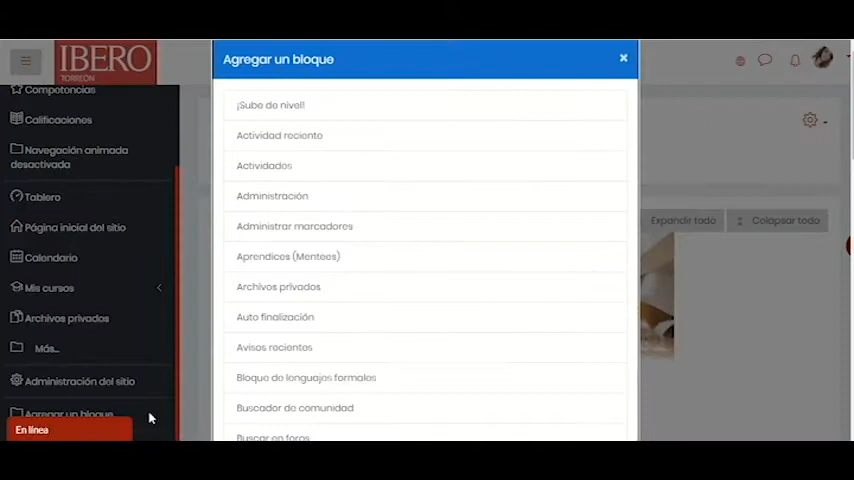 IBERO
TORREÓN
Competencias
Calificaciones
Navegación animada
desactivada
Tablero
Página inicial del sitio
Calendario
Mis cursos
Archivos privados
Más...
Administración del sitio
Agregar un bloque
En línea
Agregar un bloque
×
¡Sube de nivel!
Actividad reciente
Actividades
Administración
Administrar marcadores
Aprendices (Mentees)
Archivos privados
Auto finalización
Avisos recientes
Bloque de lenguajes formales
Buscador de comunidad
Buscar en foros
Expandir todo
Colapsar todo